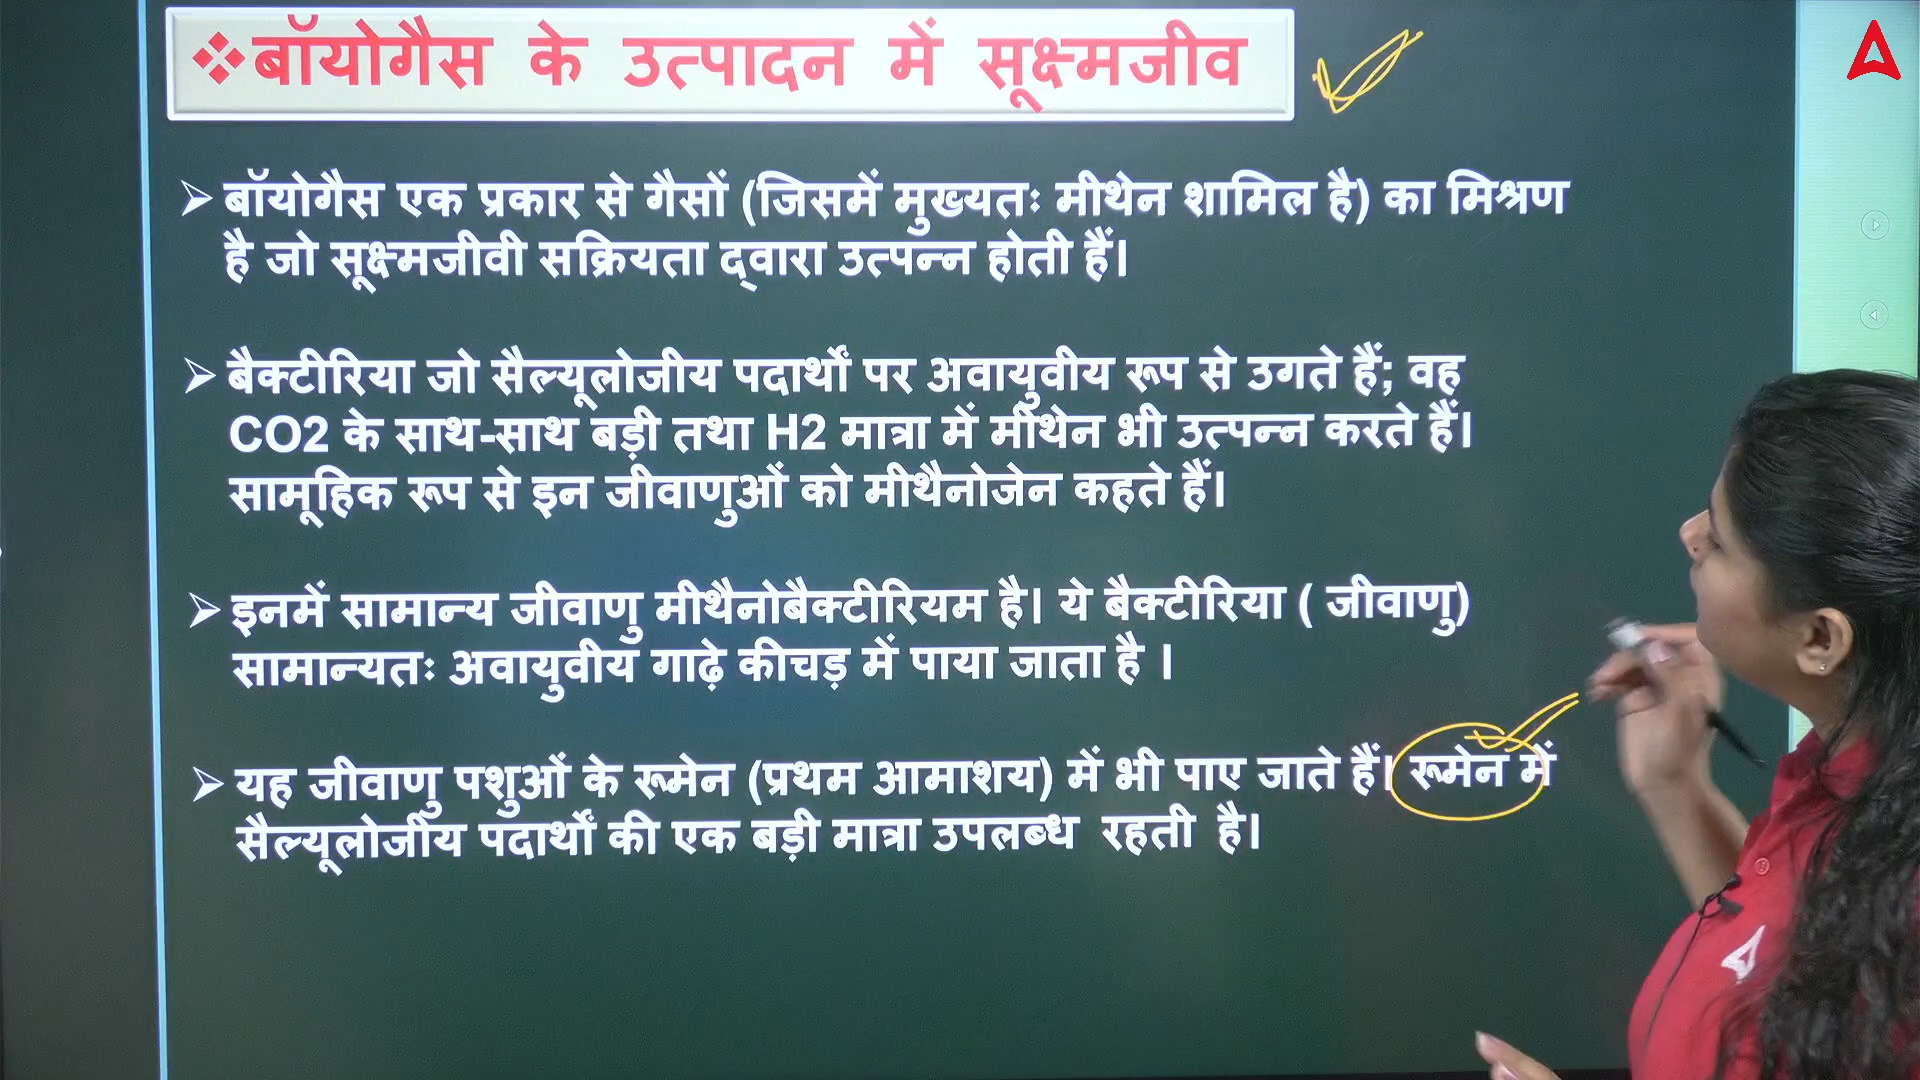 ❖बॉयोगैस के उत्पादन में सूक्ष्मजीव
➢ बॉयोगैस एक प्रकार से गैसों (जिसमें मुख्यतः मीथेन शामिल है) का मिश्रण
है जो सूक्ष्मजीवी सक्रियता द्वारा उत्पन्न होती हैं।
➢ बैक्टीरिया जो सैल्यूलोजीय पदार्थों पर अवायुवीय रूप से उगते हैं; वह
CO2 के साथ-साथ बड़ी तथा H2 मात्रा में मीथेन भी उत्पन्न करते हैं।
सामूहिक रूप से इन जीवाणुओं को मीथैनोजेन कहते हैं।
➢ इनमें सामान्य जीवाणु मीथैनोबैक्टीरियम है। ये बैक्टीरिया ( जीवाणु)
सामान्यतः अवायुवीय गाढ़े कीचड़ में पाया जाता है ।
➢ यह जीवाणु पशुओं के रूमेन (प्रथम आमाशय) में भी पाए जाते हैं। रूमेन में
सैल्यूलोजीय पदार्थों की एक बड़ी मात्रा उपलब्ध रहती है।